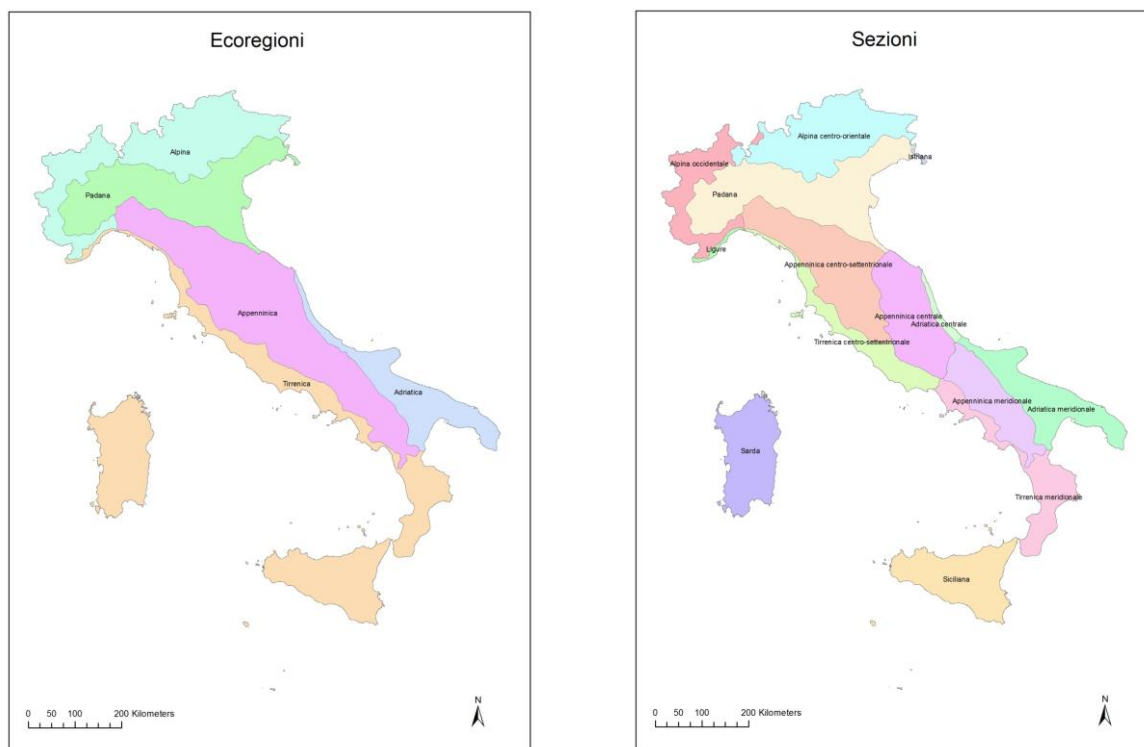 Ecoregioni
Alpina
Padana
Appenninica
Tirrenica
Adriatica
0 50 100 200 Kilometers
N
Sezioni
Alpina centro-orientale
Alpina occidentale
Istriana
Padana
Ligure
Appenninica centro-settentrionale
Appenninica centrale
Adriatica centrale
Tirrenica centro-settentrionale
Appenninica meridionale
Adriatica meridionale
Sarda
Tirrenica meridionale
Siciliana
0 50 100 200 Kilometers
N